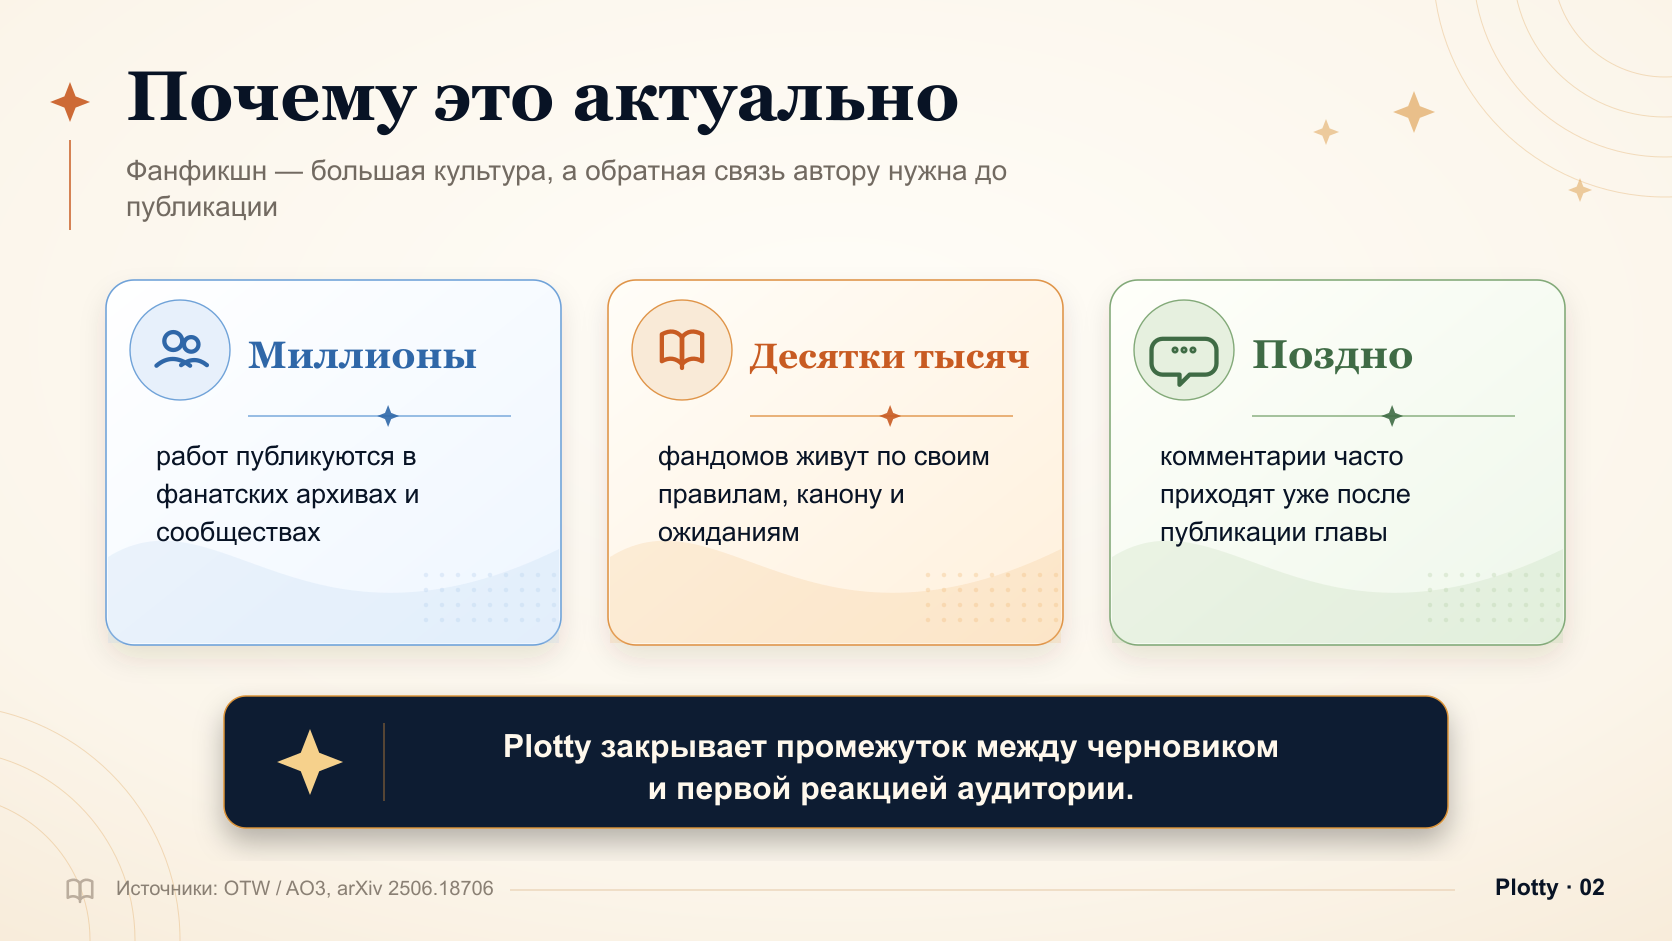 Почему это актуально
Фанфикшн — большая культура, а обратная связь автору нужна до
публикации
Миллионы
работ публикуются в
фанатских архивах и
сообществах
Десятки тысяч
фандомов живут по своим
правилам, канону и
ожиданиям
Поздно
комментарии часто
приходят уже после
публикации главы
Plotty закрывает промежуток между черновиком
и первой реакцией аудитории.
Источники: OTW / AO3, arXiv 2506.18706
Plotty · 02